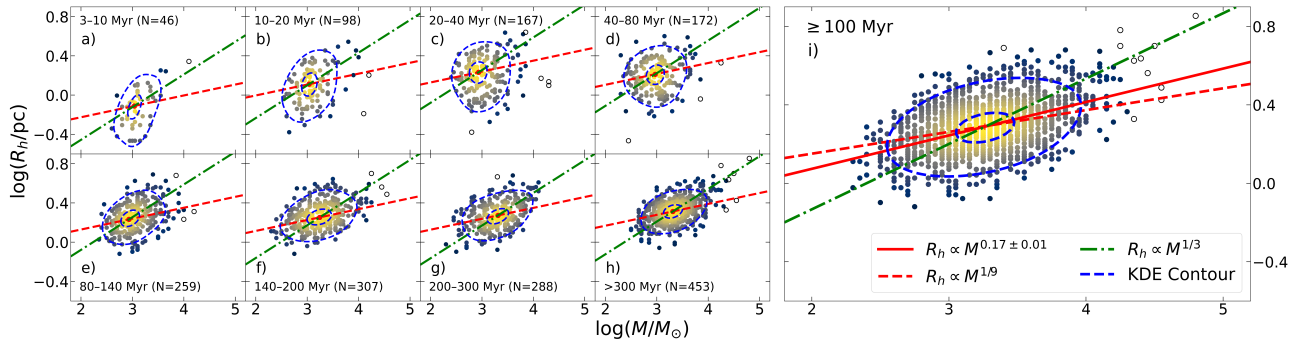 3–10 Myr (N=46)
a)
10–20 Myr (N=98)
b)
20–40 Myr (N=167)
c)
40–80 Myr (N=172)
d)
0.8
0.4
0.0
−0.4
e)
80–140 Myr (N=259)
f)
140–200 Myr (N=307)
g)
200–300 Myr (N=288)
h)
>300 Myr (N=453)
0.8
0.4
0.0
−0.4
2 3 4 5 2 3 4 5 2 3 4 5 2 3 4 5
log(R_h/pc)
log(M/M_☉)
≥ 100 Myr
i)
0.8
0.4
0.0
−0.4
R_h ∝ M^{0.17 ± 0.01}
R_h ∝ M^{1/9}
R_h ∝ M^{1/3}
KDE Contour
2 3 4 5